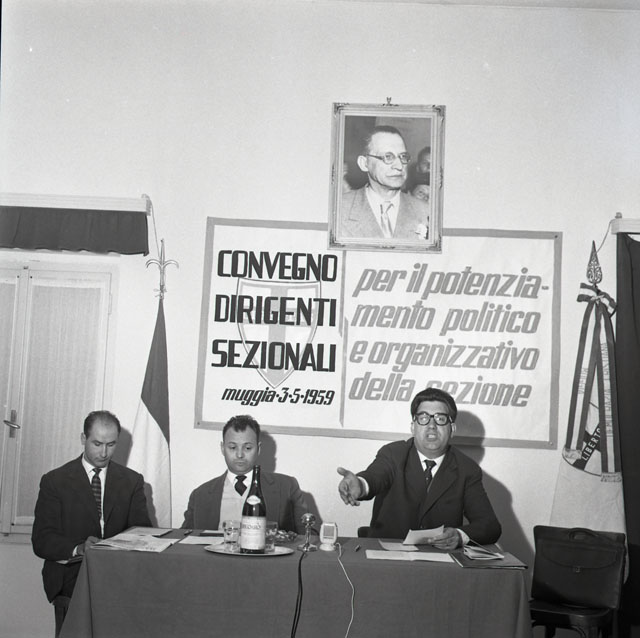 CONVEGNO
DIRIGENTI
SEZIONALI
muggia·3·5·1959
per il potenzia-
mento politico
e organizzativo
della sezione